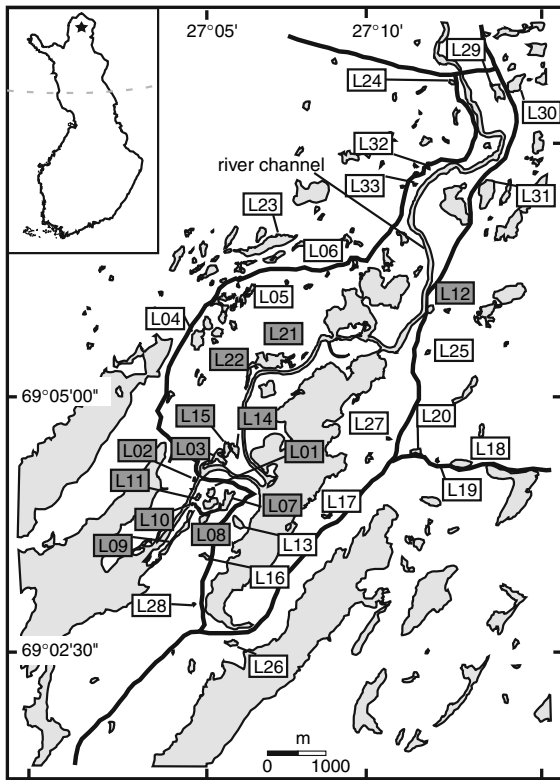 27°05'
27°10'
L29
L24
L30
L32
river channel
L33
L31
L23
L06
L12
L05
L04
L21
L22
L25
69°05'00"
L15
L14
L20
L27
L02
L03
L01
L18
L11
L19
L07
L17
L10
L08
L09
L13
L16
L28
69°02'30"
L26
m
0 1000